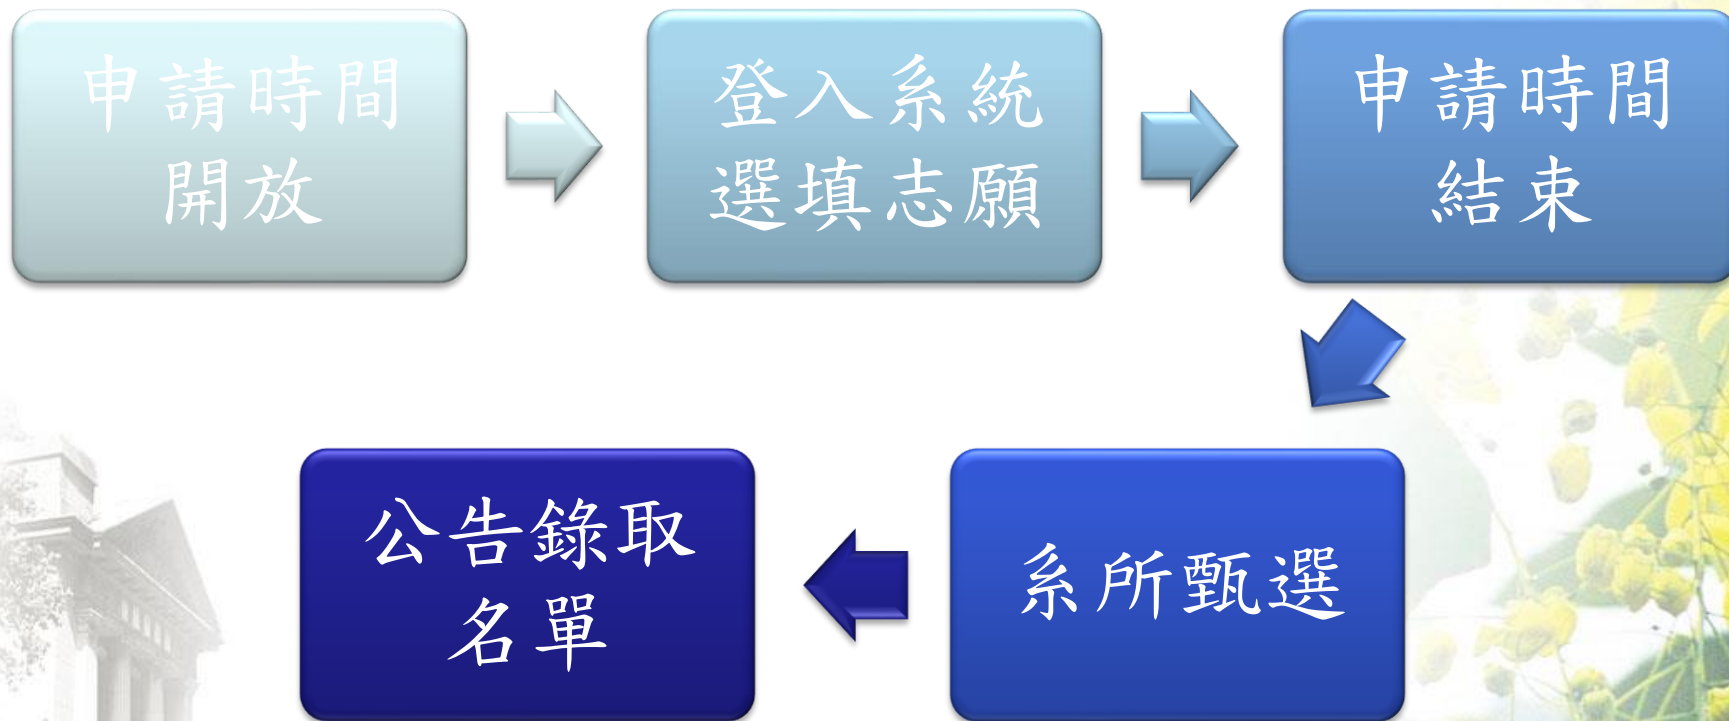 申請時間
開放
登入系統
選填志願
申請時間
結束
系所甄選
公告錄取
名單